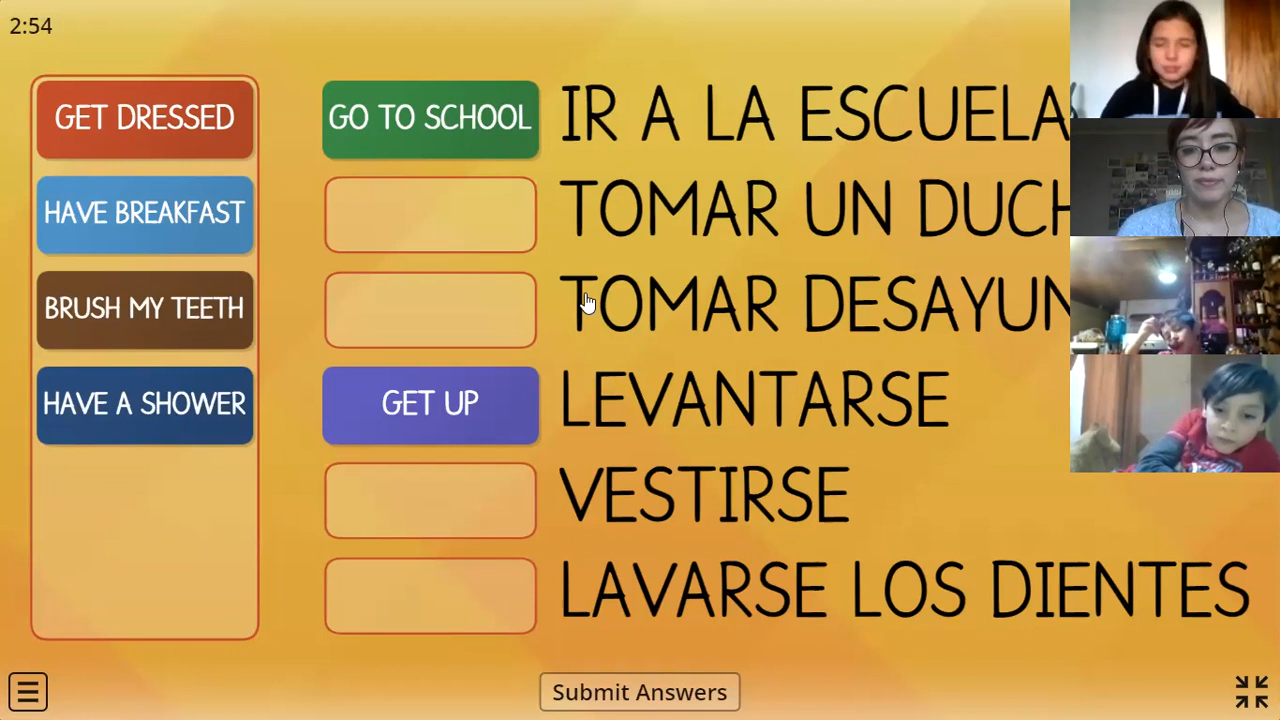 2:54
GET DRESSED
HAVE BREAKFAST
BRUSH MY TEETH
HAVE A SHOWER
GO TO SCHOOL IR A LA ESCUELA
TOMAR UN DUCH
TOMAR DESAYUN
GET UP LEVANTARSE
VESTIRSE
LAVARSE LOS DIENTES
Submit Answers